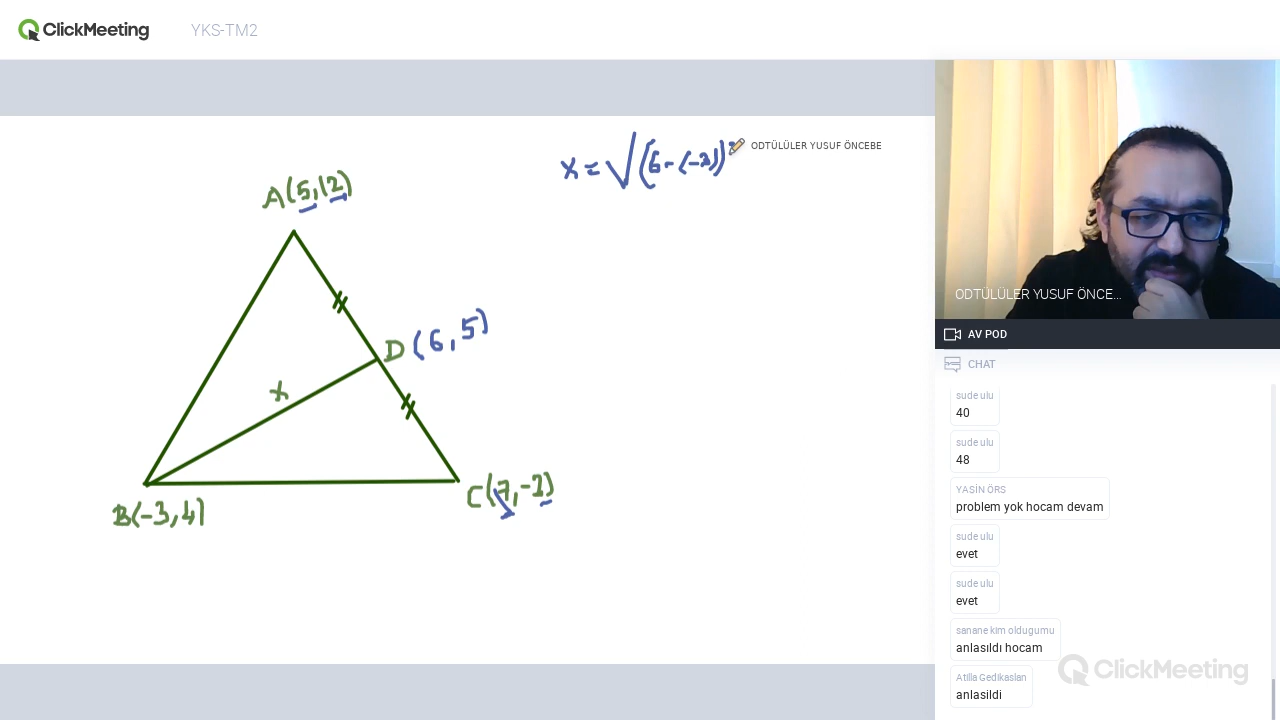 ClickMeeting
YKS-TM2
x = √(6-(-3))²
ODTÜLÜLER YUSUF ÖNCEBE
A(5,12)
D (6,5)
x
C(7,-2)
B(-3,4)
ODTÜLÜLER YUSUF ÖNCE...
AV POD
CHAT
sude ulu
40
sude ulu
48
YASİN ÖRS
problem yok hocam devam
sude ulu
evet
sude ulu
evet
sanane kim oldugumu
anlasıldı hocam
Atilla Gedikaslan
anlasildi
ClickMeeting